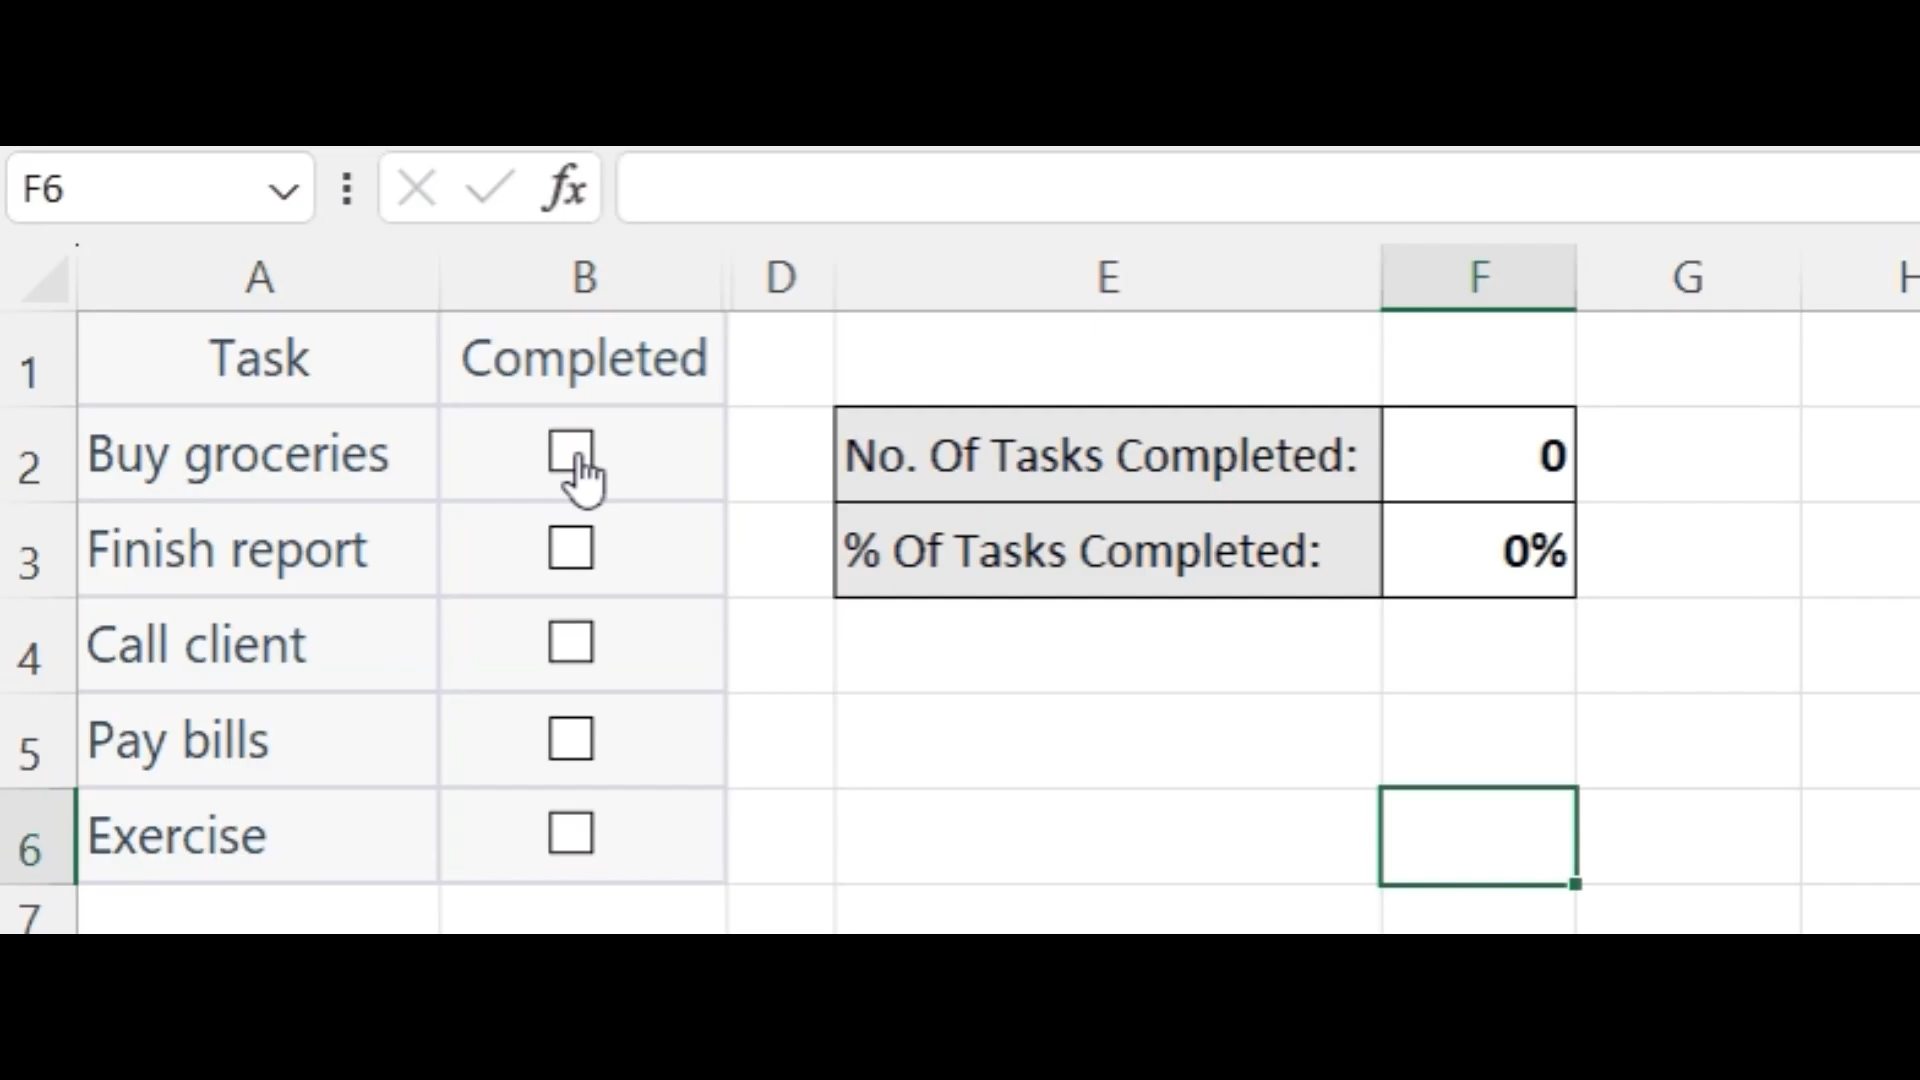 F6 fx
A B D E F G H
1 Task Completed
2 Buy groceries No. Of Tasks Completed: 0
3 Finish report % Of Tasks Completed: 0%
4 Call client
5 Pay bills
6 Exercise
7